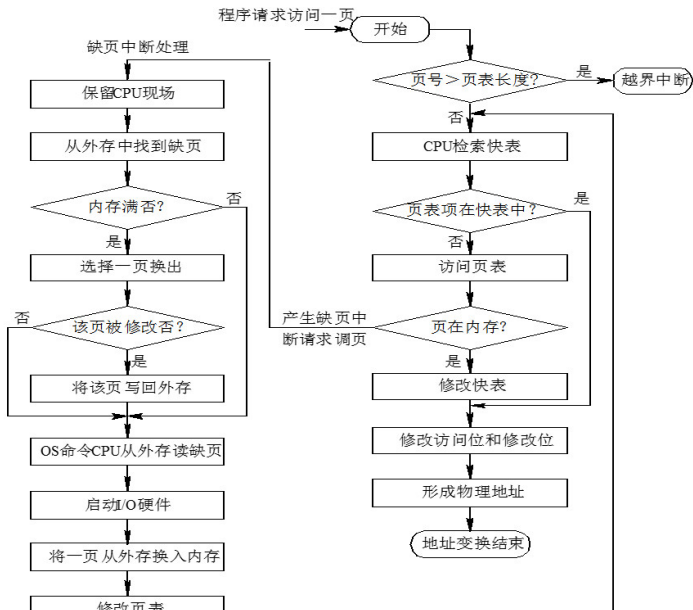 程序请求访问一页
开始
缺页中断处理
保留CPU现场
从外存中找到缺页
内存满否？
否
是
选择一页换出
否
该页被修改否？
是
将该页写回外存
OS命令CPU从外存读缺页
启动I/O硬件
将一页从外存换入内存
修改页表
页号＞页表长度？
是
越界中断
否
CPU检索快表
页表项在快表中？
是
否
访问页表
产生缺页中
断请求调页
页在内存？
是
修改快表
修改访问位和修改位
形成物理地址
地址变换结束